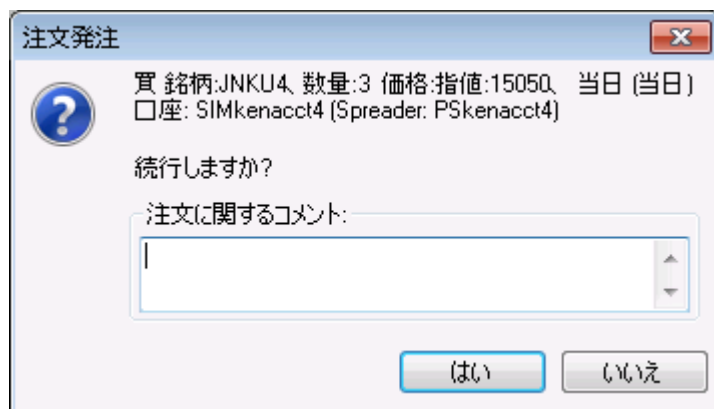 注文発注
買 銘柄:JNKU4、数量:3 価格:指値:15050、 当日 (当日)
口座: SIMkenacct4 (Spreader: PSkenacct4)
続行しますか?
注文に関するコメント:
はい
いいえ